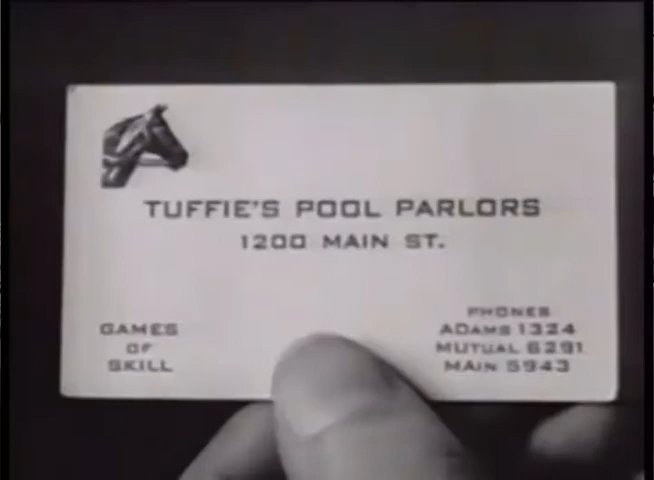 TUFFIE'S POOL PARLORS
1200 MAIN ST.
GAMES
OF
SKILL
PHONES
ADAMS 1324
MUTUAL 6291
MAIN 5943